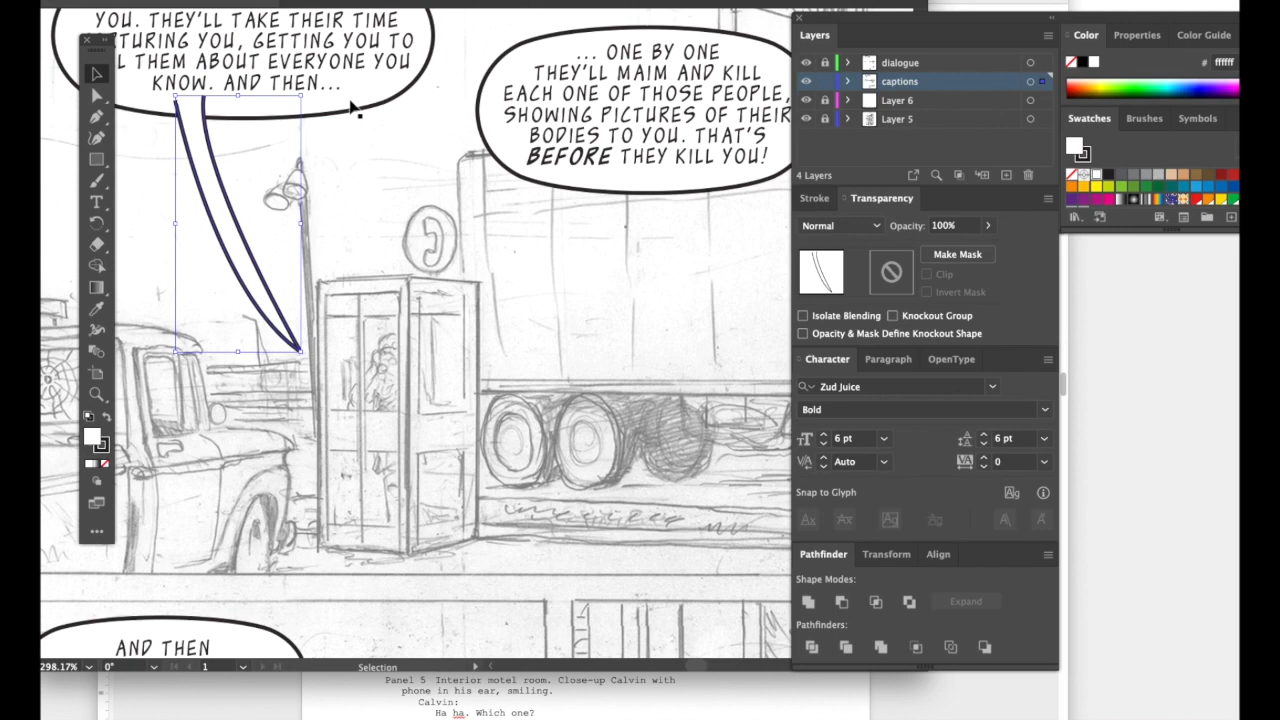 YOU. THEY'LL TAKE THEIR TIME
TURING YOU, GETTING YOU TO
L THEM ABOUT EVERYONE YOU
KNOW. AND THEN...
... ONE BY ONE
THEY'LL MAIM AND KILL
EACH ONE OF THOSE PEOPLE,
SHOWING PICTURES OF THEIR
BODIES TO YOU. THAT'S
BEFORE THEY KILL YOU!
AND THEN
298.17%
0°
1
Selection
Layers
dialogue
captions
Layer 6
Layer 5
4 Layers
Stroke
Transparency
Normal
Opacity: 100%
Make Mask
Clip
Invert Mask
Isolate Blending
Knockout Group
Opacity & Mask Define Knockout Shape
Character
Paragraph
OpenType
Zud Juice
Bold
6 pt
6 pt
Auto
0
Snap to Glyph
Pathfinder
Transform
Align
Shape Modes:
Expand
Pathfinders:
Color
Properties
Color Guide
# ffffff
Swatches
Brushes
Symbols
Panel 5 Interior motel room. Close-up Calvin with
phone in his ear, smiling.
Calvin:
Ha ha. Which one?